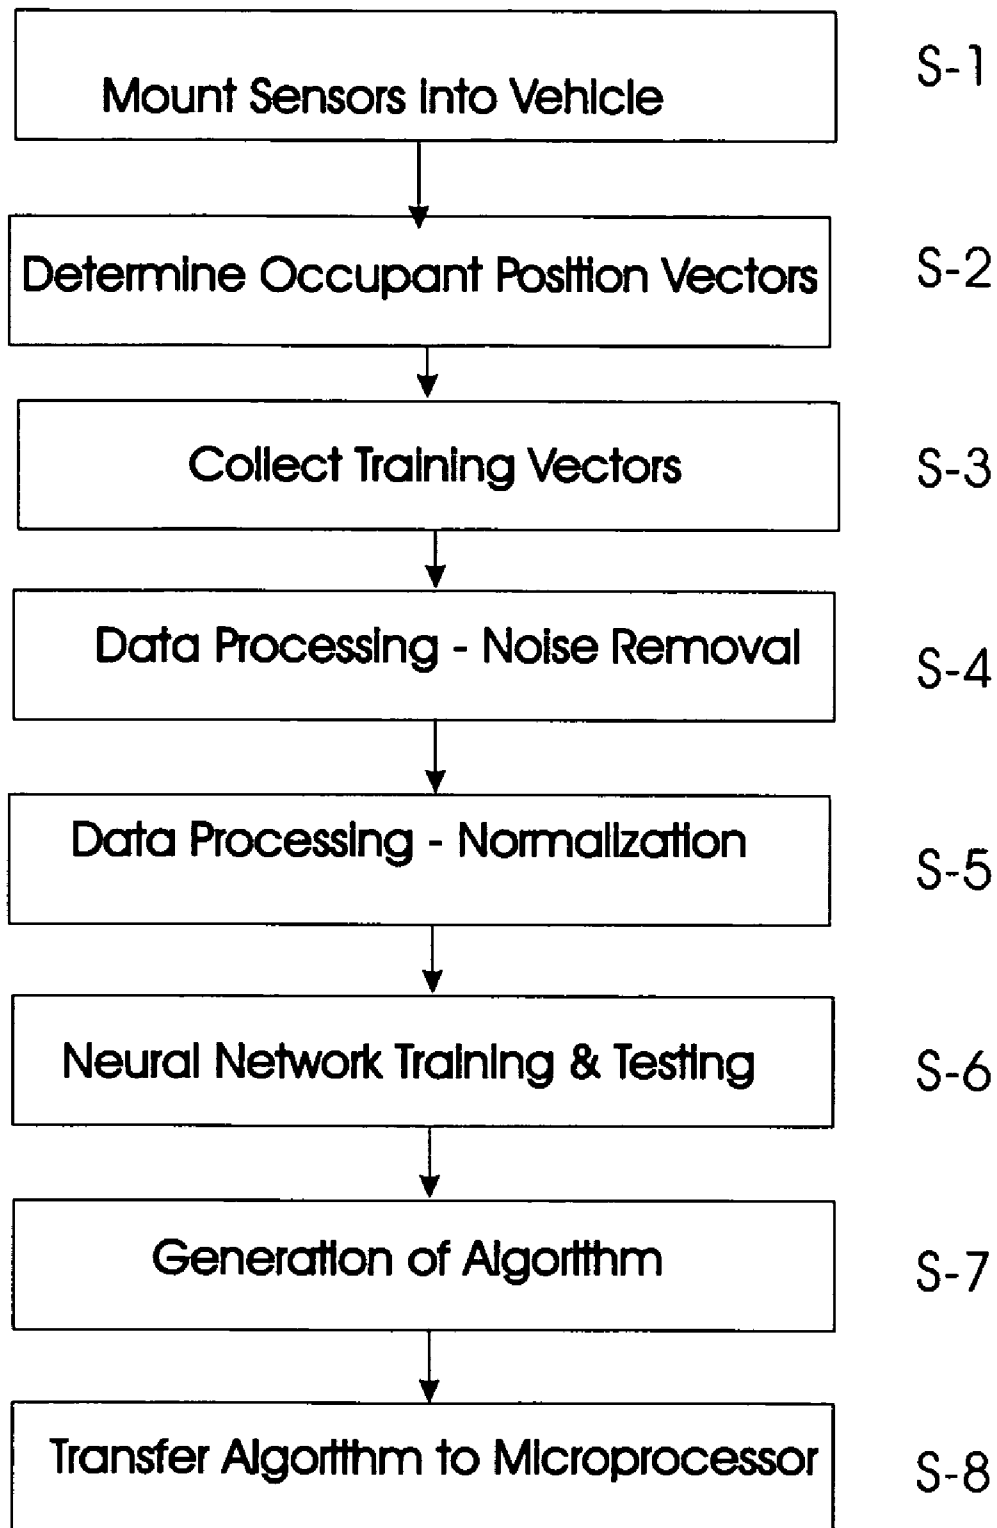 Mount Sensors Into Vehicle
S-1
Determine Occupant Position Vectors
S-2
Collect Training Vectors
S-3
Data Processing - Noise Removal
S-4
Data Processing - Normalization
S-5
Neural Network Training & Testing
S-6
Generation of Algorithm
S-7
Transfer Algorithm to Microprocessor
S-8